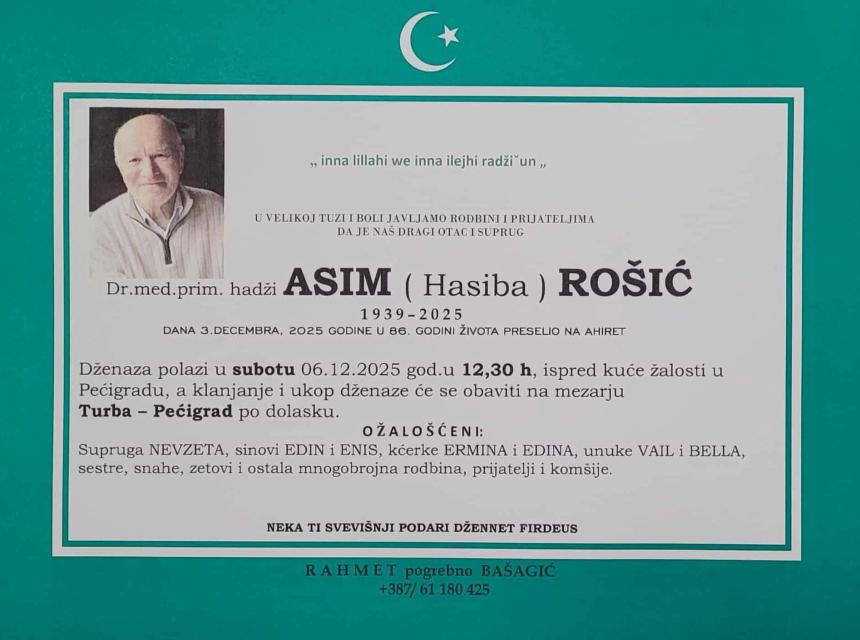 „ inna lillahi we inna ilejhi radži˘un „
U VELIKOJ TUZI I BOLI JAVLJAMO RODBINI I PRIJATELJIMA
DA JE NAŠ DRAGI OTAC I SUPRUG
Dr.med.prim. hadži ASIM ( Hasiba ) ROŠIĆ
1939-2025
DANA 3.DECEMBRA, 2025 GODINE U 86. GODINI ŽIVOTA PRESELIO NA AHIRET
Dženaza polazi u subotu 06.12.2025 god.u 12,30 h, ispred kuće žalosti u
Pećigradu, a klanjanje i ukop dženaze će se obaviti na mezarju
Turba – Pećigrad po dolasku.
OŽALOŠĆENI:
Supruga NEVZETA, sinovi EDIN i ENIS, kćerke ERMINA i EDINA, unuke VAIL i BELLA,
sestre, snahe, zetovi i ostala mnogobrojna rodbina, prijatelji i komšije.
NEKA TI SVEVIŠNJI PODARI DŽENNET FIRDEUS
RAHMET pogrebno BAŠAGIĆ
+387/ 61 180 425